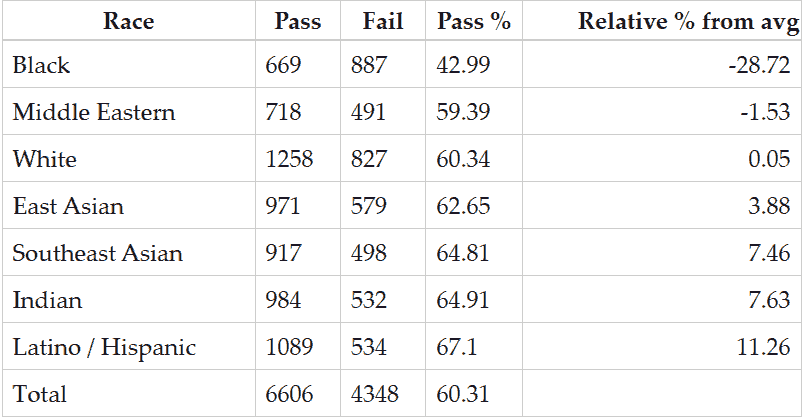 Race Pass Fail Pass % Relative % from avg
Black 669 887 42.99 -28.72
Middle Eastern 718 491 59.39 -1.53
White 1258 827 60.34 0.05
East Asian 971 579 62.65 3.88
Southeast Asian 917 498 64.81 7.46
Indian 984 532 64.91 7.63
Latino / Hispanic 1089 534 67.1 11.26
Total 6606 4348 60.31